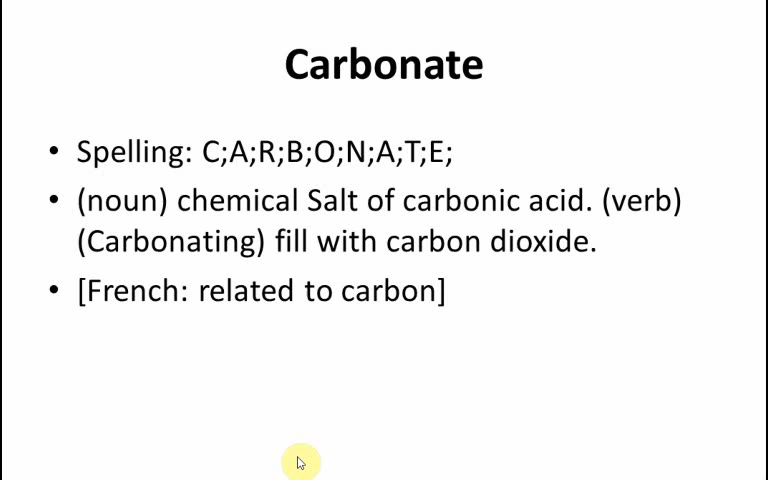 Carbonate
• Spelling: C;A;R;B;O;N;A;T;E;
• (noun) chemical Salt of carbonic acid. (verb)
(Carbonating) fill with carbon dioxide.
• [French: related to carbon]